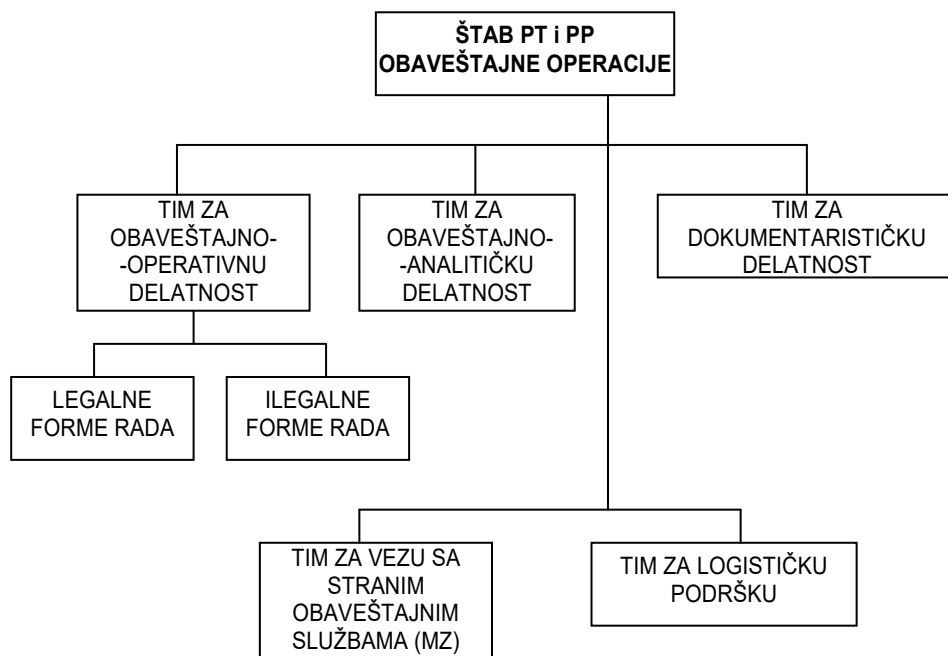 ŠTAB PT i PP
OBAVEŠTAJNE OPERACIJE
TIM ZA
OBAVEŠTAJNO-
-OPERATIVNU
DELATNOST
TIM ZA
OBAVEŠTAJNO-
-ANALITIČKU
DELATNOST
TIM ZA
DOKUMENTARISTIČKU
DELATNOST
LEGALNE
FORME RADA
ILEGALNE
FORME RADA
TIM ZA VEZU SA
STRANIM
OBAVEŠTAJNIM
SLUŽBAMA (MZ)
TIM ZA LOGISTIČKU
PODRŠKU